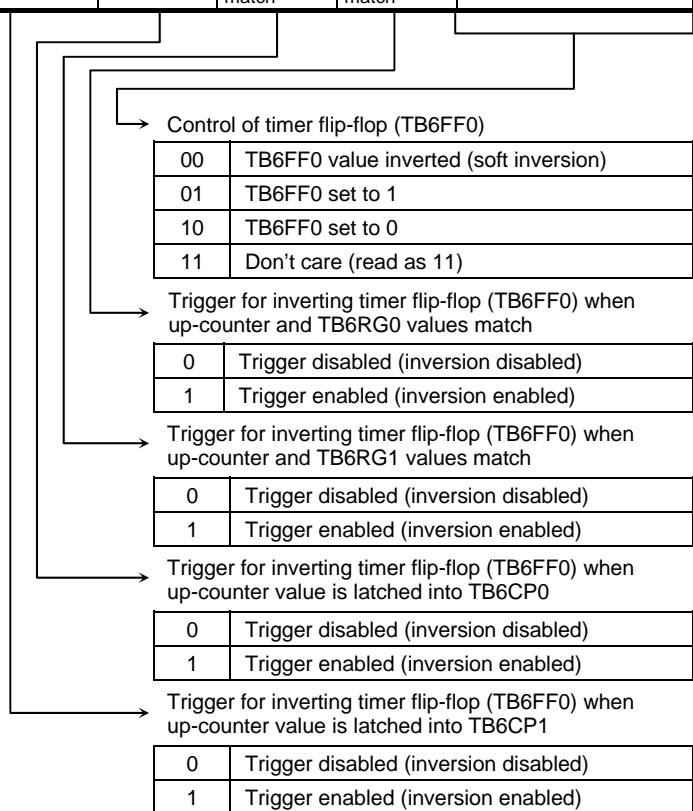 match match
Control of timer flip-flop (TB6FF0)
00 TB6FF0 value inverted (soft inversion)
01 TB6FF0 set to 1
10 TB6FF0 set to 0
11 Don't care (read as 11)
Trigger for inverting timer flip-flop (TB6FF0) when
up-counter and TB6RG0 values match
0 Trigger disabled (inversion disabled)
1 Trigger enabled (inversion enabled)
Trigger for inverting timer flip-flop (TB6FF0) when
up-counter and TB6RG1 values match
0 Trigger disabled (inversion disabled)
1 Trigger enabled (inversion enabled)
Trigger for inverting timer flip-flop (TB6FF0) when
up-counter value is latched into TB6CP0
0 Trigger disabled (inversion disabled)
1 Trigger enabled (inversion enabled)
Trigger for inverting timer flip-flop (TB6FF0) when
up-counter value is latched into TB6CP1
0 Trigger disabled (inversion disabled)
1 Trigger enabled (inversion enabled)